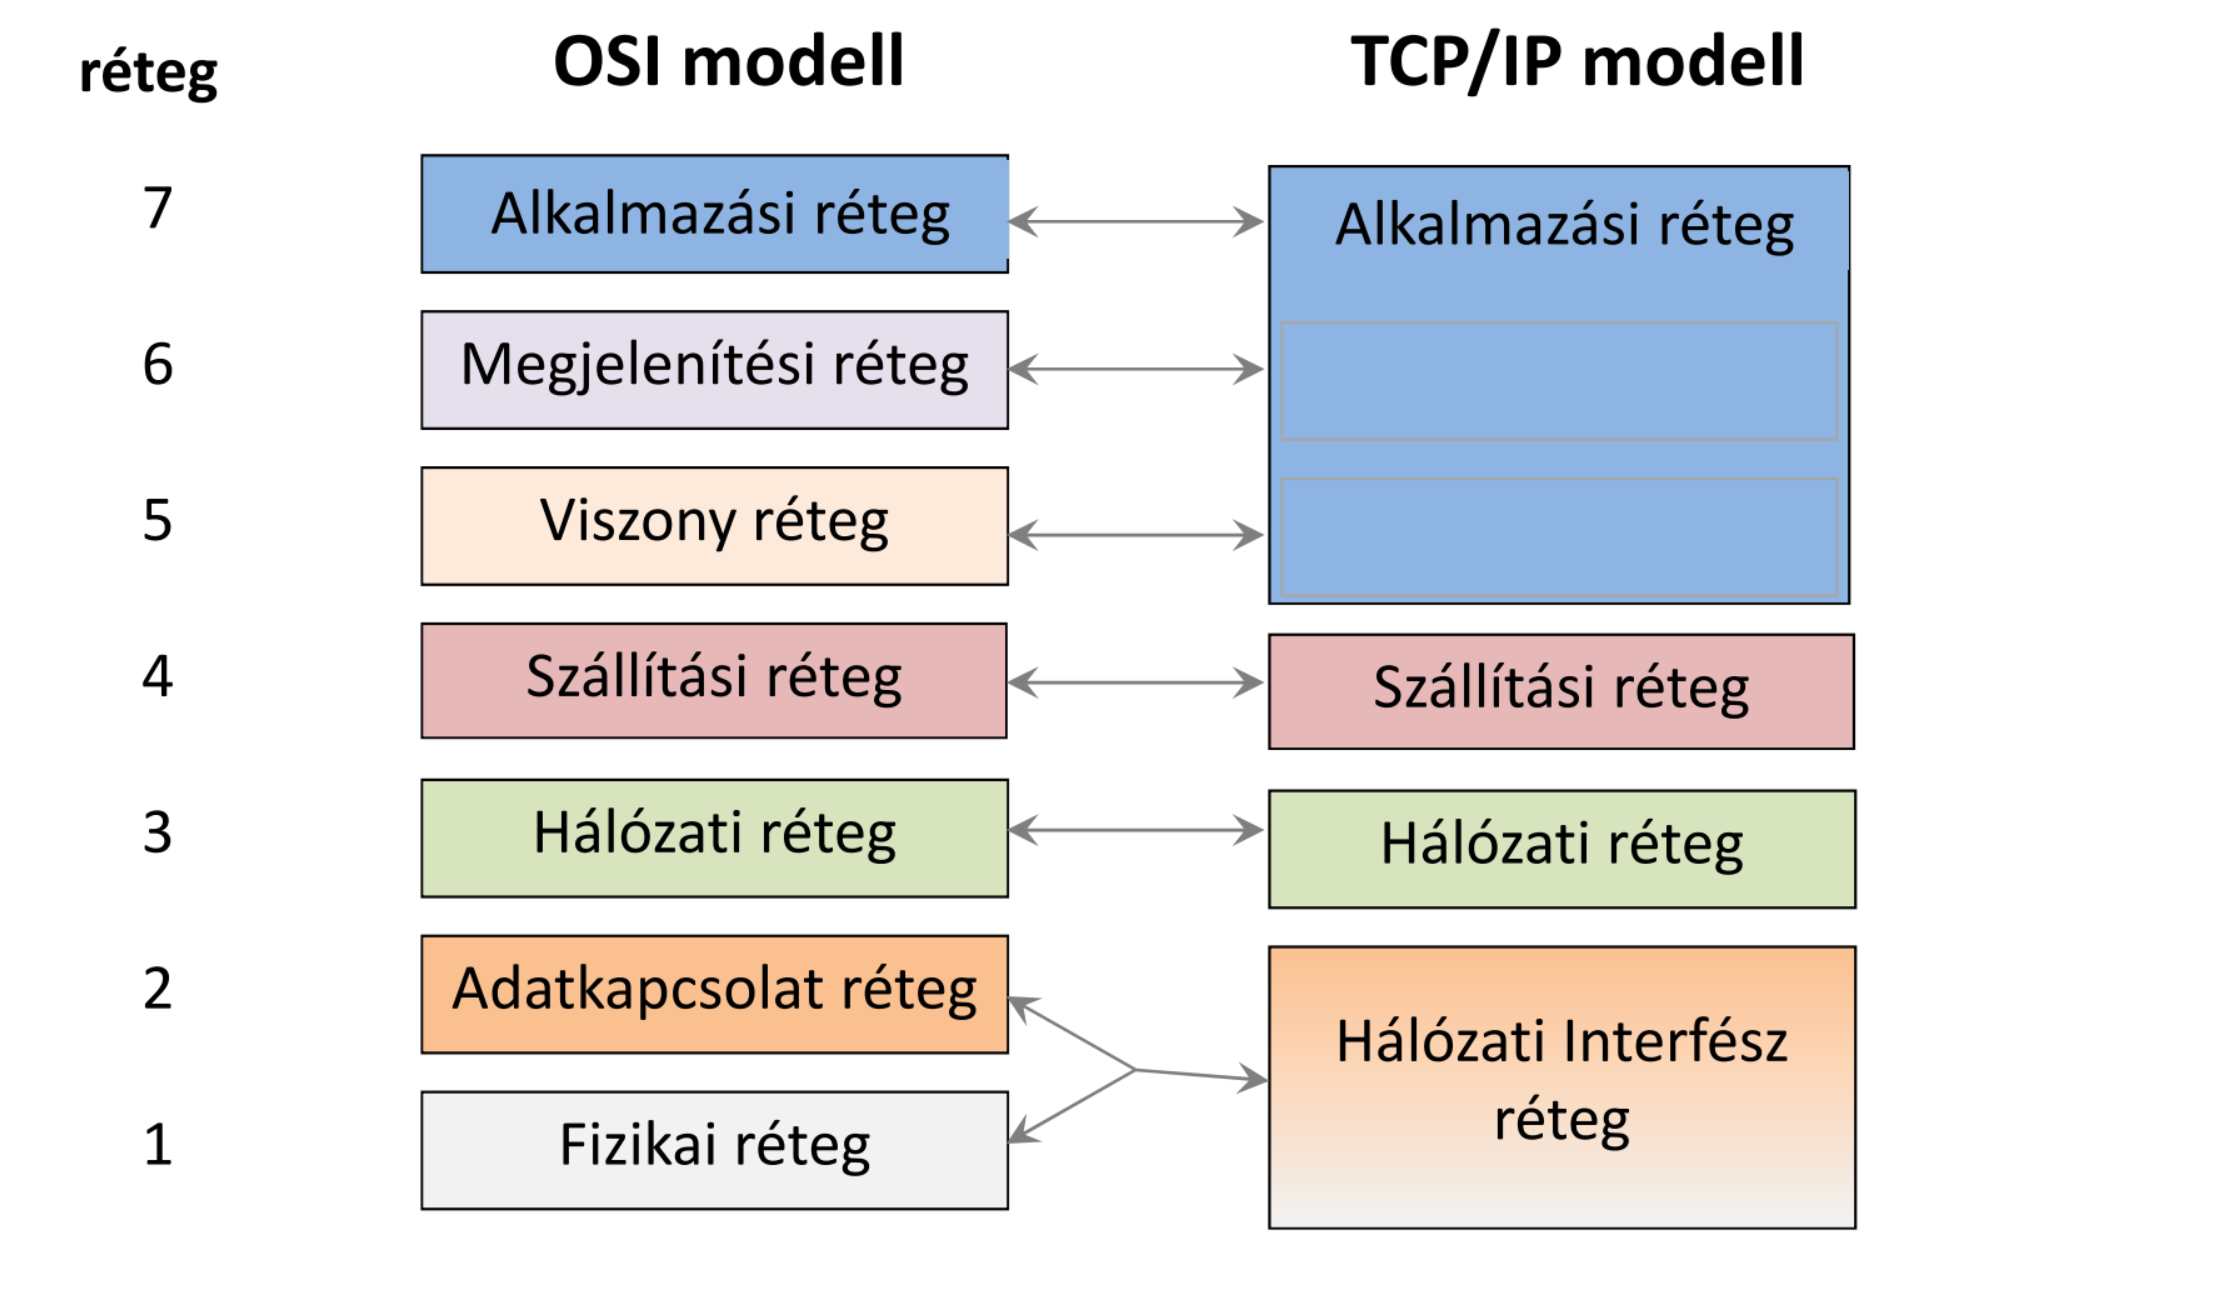 réteg
OSI modell
TCP/IP modell
7
Alkalmazási réteg
Alkalmazási réteg
6
Megjelenítési réteg
5
Viszony réteg
4
Szállítási réteg
Szállítási réteg
3
Hálózati réteg
Hálózati réteg
2
Adatkapcsolat réteg
Hálózati Interfész
réteg
1
Fizikai réteg